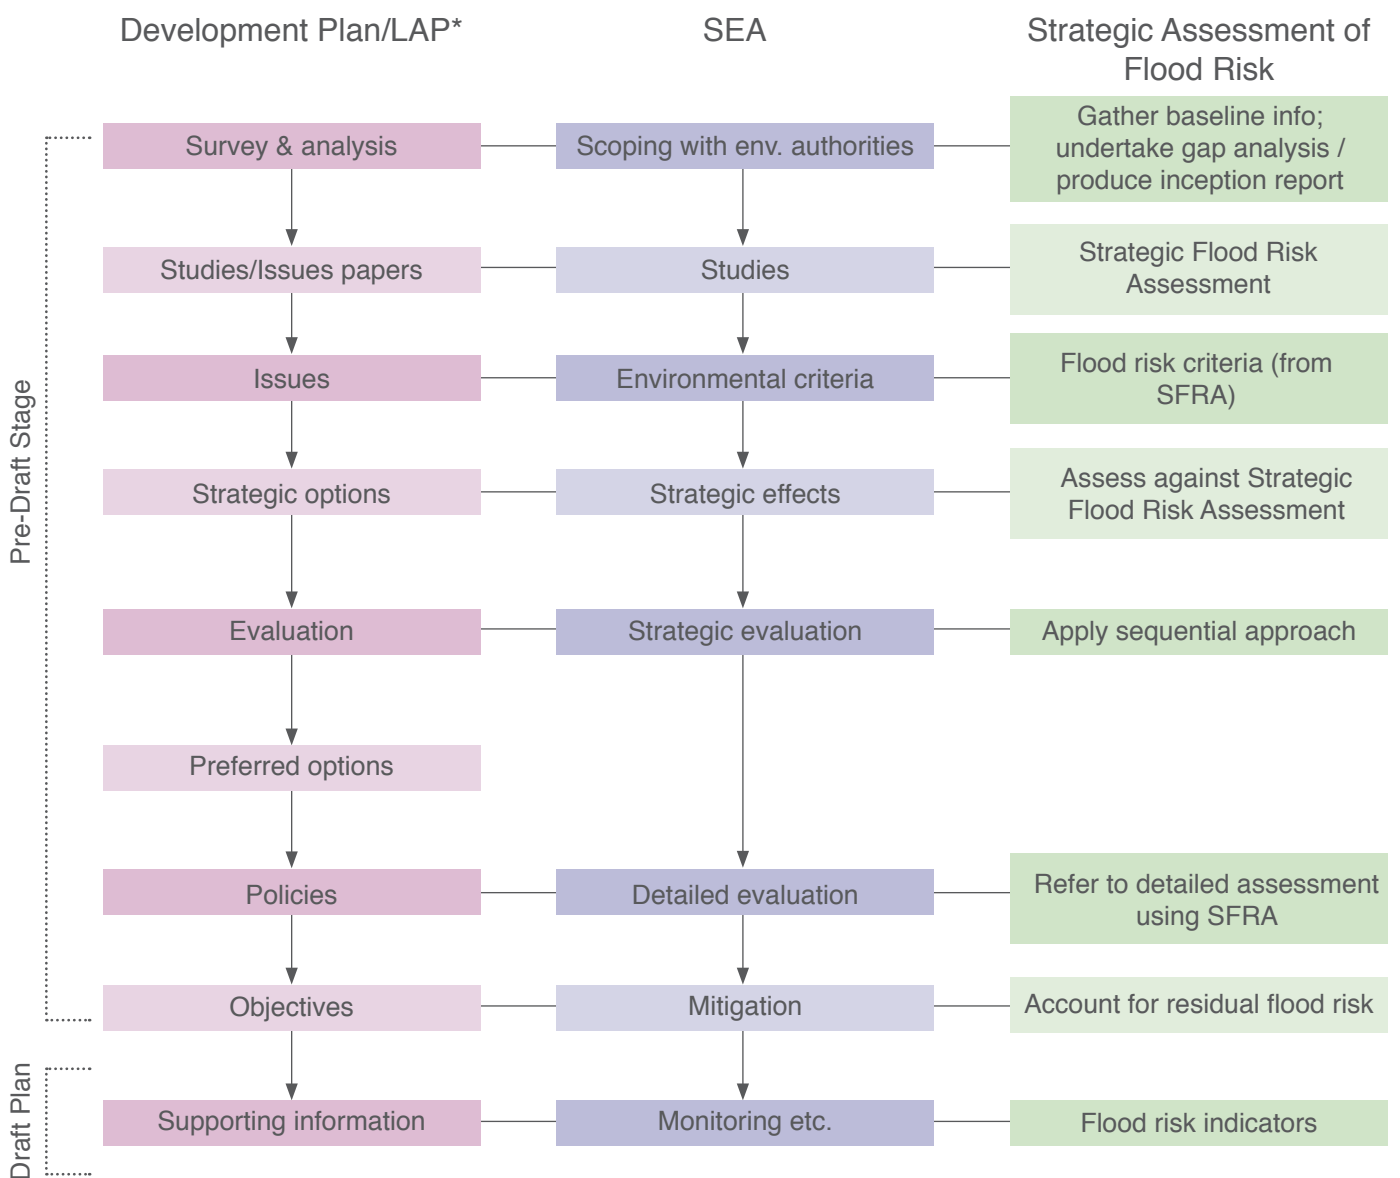 Development Plan/LAP*
SEA
Strategic Assessment of
Flood Risk
Pre-Draft Stage
Survey & analysis
Scoping with env. authorities
Gather baseline info;
undertake gap analysis /
produce inception report
Studies/Issues papers
Studies
Strategic Flood Risk
Assessment
Issues
Environmental criteria
Flood risk criteria (from
SFRA)
Strategic options
Strategic effects
Assess against Strategic
Flood Risk Assessment
Evaluation
Strategic evaluation
Apply sequential approach
Preferred options
Policies
Detailed evaluation
Refer to detailed assessment
using SFRA
Objectives
Mitigation
Account for residual flood risk
Draft Plan
Supporting information
Monitoring etc.
Flood risk indicators